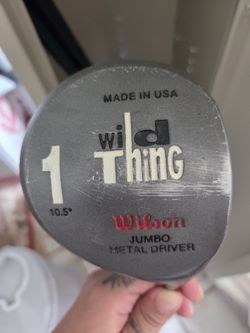 MADE IN USA
wild
Thing
1
10.5°
Wilson
JUMBO
METAL DRIVER